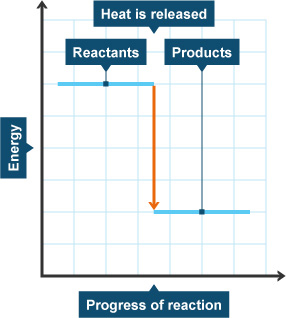 Heat is released
Reactants
Products
Energy
Progress of reaction